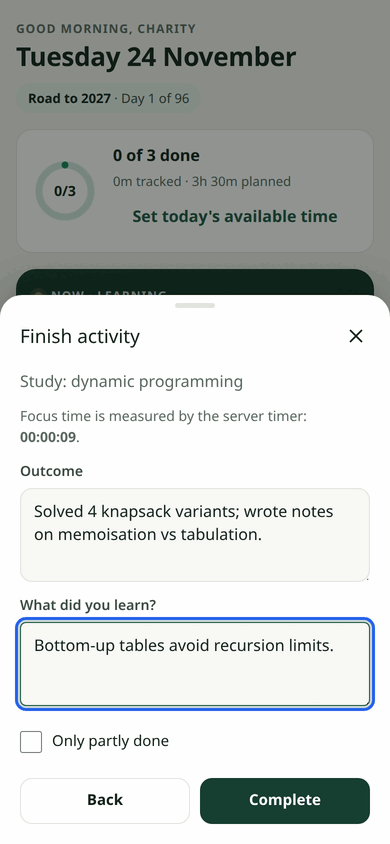 GOOD MORNING, CHARITY
Tuesday 24 November
Road to 2027 · Day 1 of 96
0/3
0 of 3 done
0m tracked · 3h 30m planned
Set today's available time
NOW · LEARNING
Finish activity
Study: dynamic programming
Focus time is measured by the server timer:
00:00:09.
Outcome
Solved 4 knapsack variants; wrote notes
on memoisation vs tabulation.
What did you learn?
Bottom-up tables avoid recursion limits.
Only partly done
Back
Complete